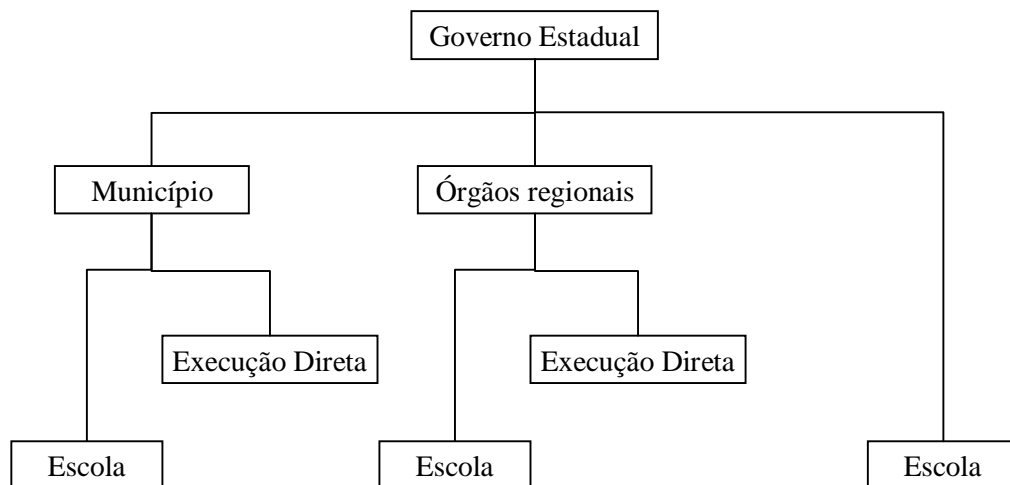 Governo Estadual
Município
Órgãos regionais
Execução Direta
Execução Direta
Escola
Escola
Escola